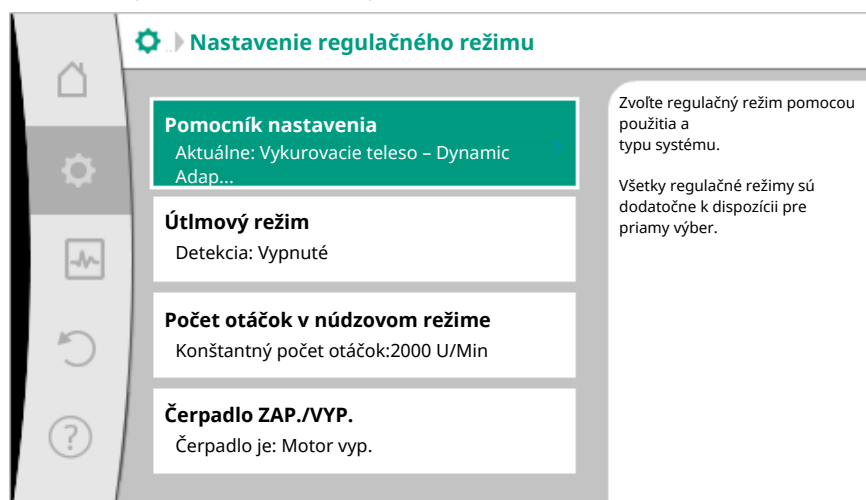 Nastavenie regulačného režimu
Pomocník nastavenia
Aktuálne: Vykurovacie teleso – Dynamic
Adap...
Útlmový režim
Detekcia: Vypnuté
Počet otáčok v núdzovom režime
Konštantný počet otáčok:2000 U/Min
Čerpadlo ZAP./VYP.
Čerpadlo je: Motor vyp.
Zvoľte regulačný režim pomocou
použitia a
typu systému.
Všetky regulačné režimy sú
dodatočne k dispozícii pre
priamy výber.